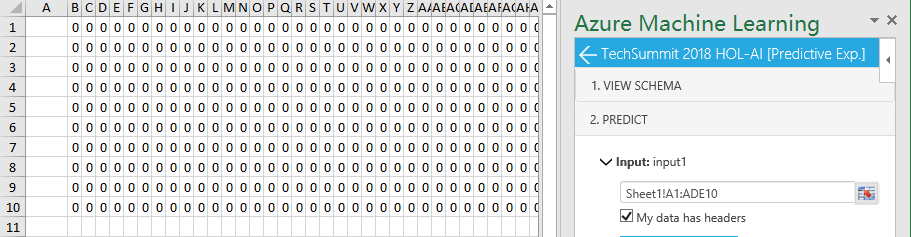 A B C D E F G H I J K L M N O P Q R S T U V W X Y Z AA AB AC AD AE AF AG AH A
1 0 0 0 0 0 0 0 0 0 0 0 0 0 0 0 0 0 0 0 0 0 0 0 0 0 0 0 0 0 0 0 0 0 0
2 0 0 0 0 0 0 0 0 0 0 0 0 0 0 0 0 0 0 0 0 0 0 0 0 0 0 0 0 0 0 0 0 0 0
3 0 0 0 0 0 0 0 0 0 0 0 0 0 0 0 0 0 0 0 0 0 0 0 0 0 0 0 0 0 0 0 0 0 0
4 0 0 0 0 0 0 0 0 0 0 0 0 0 0 0 0 0 0 0 0 0 0 0 0 0 0 0 0 0 0 0 0 0 0
5 0 0 0 0 0 0 0 0 0 0 0 0 0 0 0 0 0 0 0 0 0 0 0 0 0 0 0 0 0 0 0 0 0 0
6 0 0 0 0 0 0 0 0 0 0 0 0 0 0 0 0 0 0 0 0 0 0 0 0 0 0 0 0 0 0 0 0 0 0
7 0 0 0 0 0 0 0 0 0 0 0 0 0 0 0 0 0 0 0 0 0 0 0 0 0 0 0 0 0 0 0 0 0 0
8 0 0 0 0 0 0 0 0 0 0 0 0 0 0 0 0 0 0 0 0 0 0 0 0 0 0 0 0 0 0 0 0 0 0
9 0 0 0 0 0 0 0 0 0 0 0 0 0 0 0 0 0 0 0 0 0 0 0 0 0 0 0 0 0 0 0 0 0 0
10 0 0 0 0 0 0 0 0 0 0 0 0 0 0 0 0 0 0 0 0 0 0 0 0 0 0 0 0 0 0 0 0 0 0
11
Azure Machine Learning
TechSummit 2018 HOL-AI [Predictive Exp.]
1. VIEW SCHEMA
2. PREDICT
Input: input1
Sheet1!A1:ADE10
My data has headers